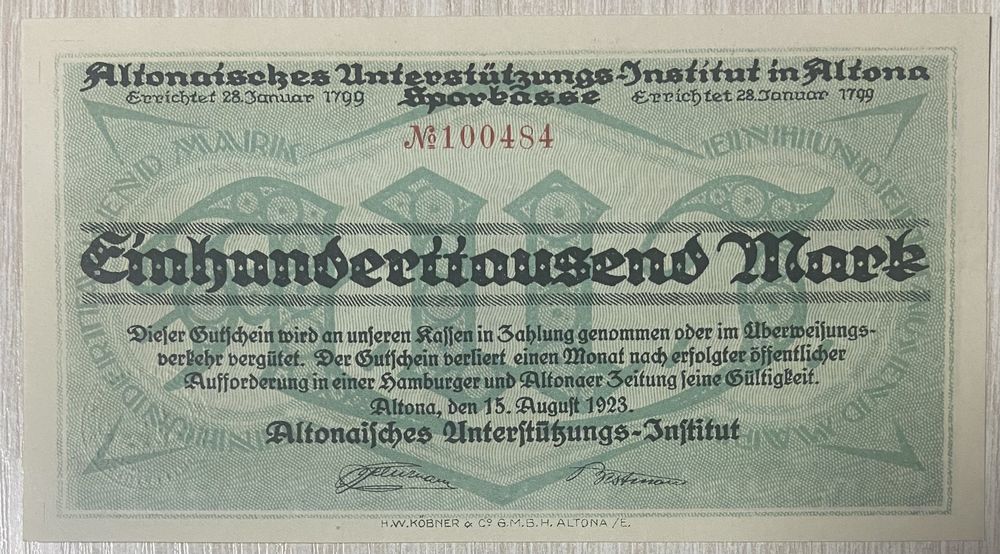 Altonaisches Unterstützungs-Institut in Altona
Errichtet 28. Januar 1799 Sparkasse Errichtet 28. Januar 1799
№ 100484
Einhunderttausend Mark
Dieser Gutschein wird an unseren Kassen in Zahlung genommen oder im Überweisungs-
verkehr vergütet. Der Gutschein verliert einen Monat nach erfolgter öffentlicher
Aufforderung in einer Hamburger und Altonaer Zeitung seine Gültigkeit.
Altona, den 15. August 1923.
Altonaisches Unterstützungs-Institut
H.W. KÖBNER & Co G.M.B.H. ALTONA/E.